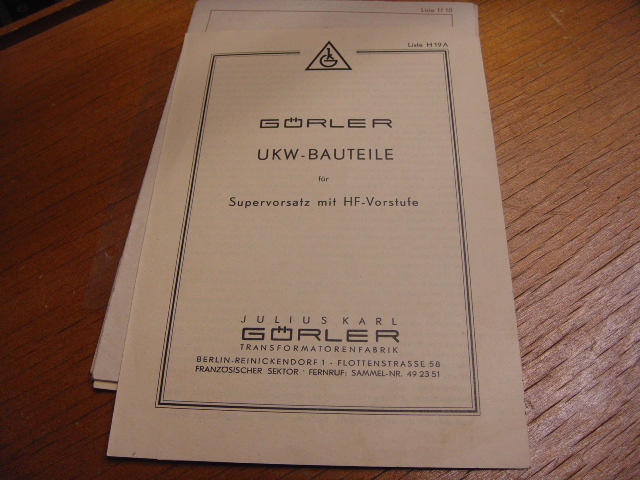 Liste H 10
Liste H 19 A
GÖRLER
UKW-BAUTEILE
für
Supervorsatz mit HF-Vorstufe
JULIUS KARL
GÖRLER
TRANSFORMATORENFABRIK
BERLIN-REINICKENDORF 1 - FLOTTENSTRASSE 58
FRANZÖSISCHER SEKTOR · FERNRUF: SAMMEL-NR. 49 23 51